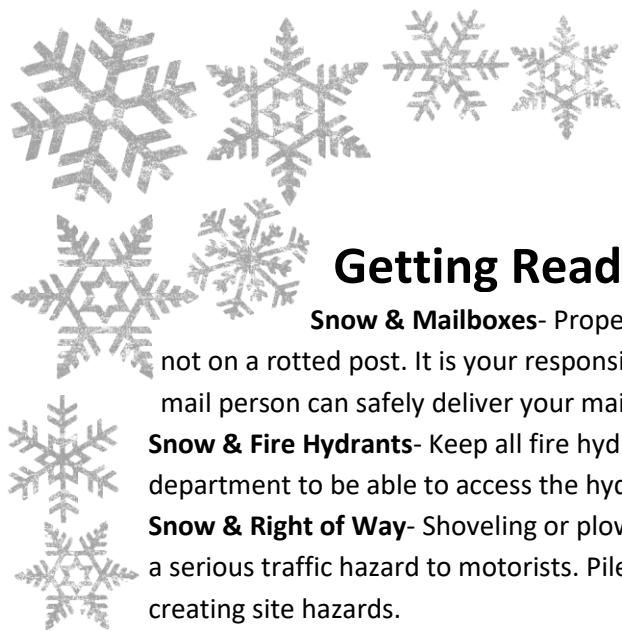 Getting Read
Snow & Mailboxes- Prope
not on a rotted post. It is your responsi
mail person can safely deliver your mai
Snow & Fire Hydrants- Keep all fire hyd
department to be able to access the hyd
Snow & Right of Way- Shoveling or plov
a serious traffic hazard to motorists. Pile
creating site hazards.